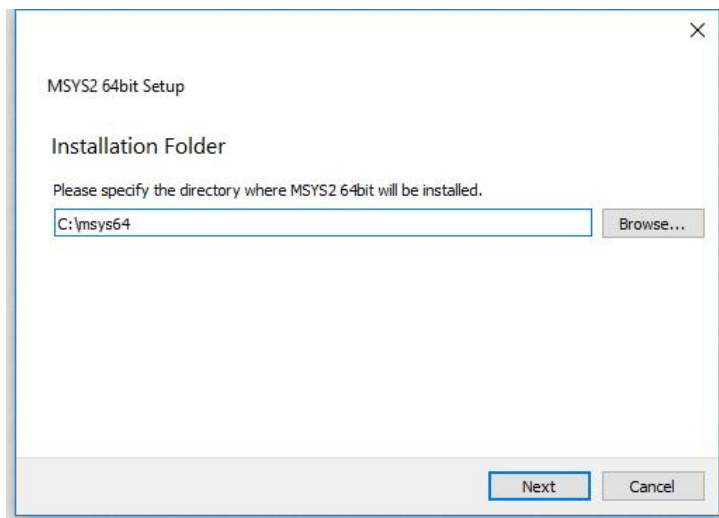 MSYS2 64bit Setup
Installation Folder
Please specify the directory where MSYS2 64bit will be installed.
C:\msys64 Browse...
Next Cancel